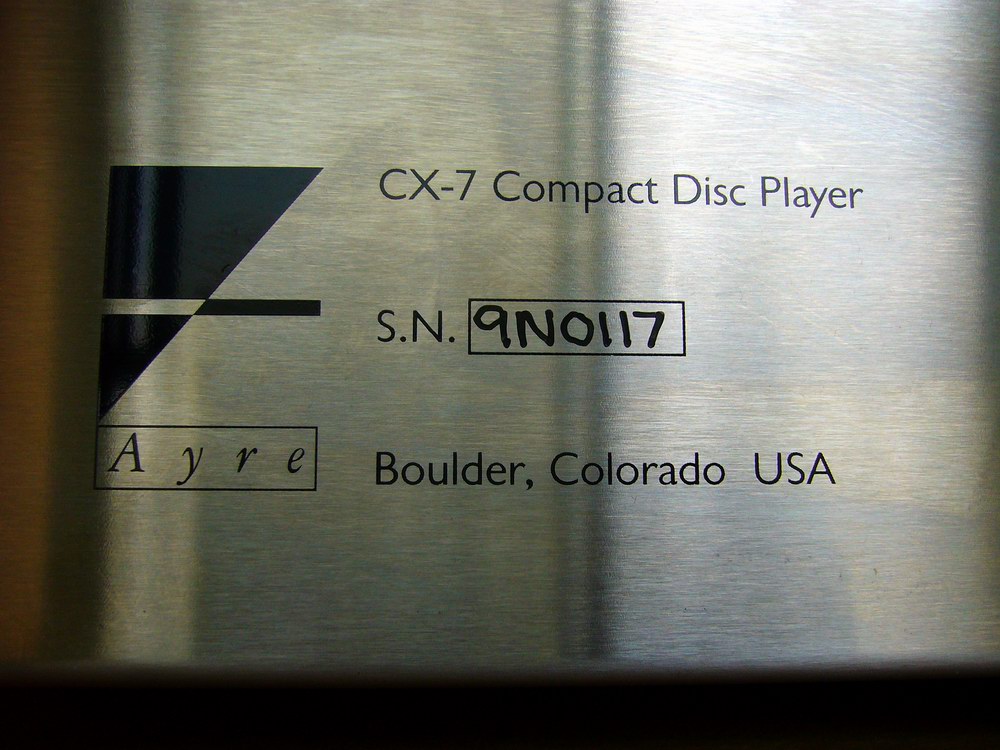 CX-7 Compact Disc Player
S.N. 9N0117
Ayre
Boulder, Colorado USA